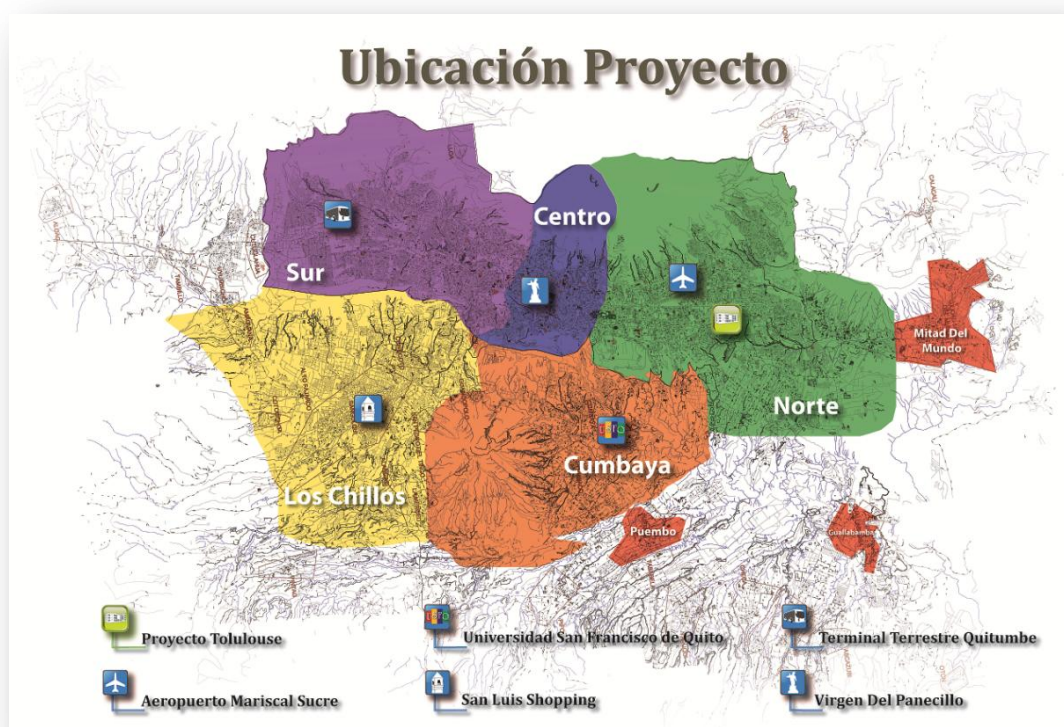 Ubicación Proyecto
Centro
Sur
Mitad Del
Mundo
Norte
Cumbaya
Los Chillos
Puembo
Guallabamba
Proyecto Tolulouse
Universidad San Francisco de Quito
Terminal Terrestre Quitumbe
Aeropuerto Mariscal Sucre
San Luis Shopping
Virgen Del Panecillo